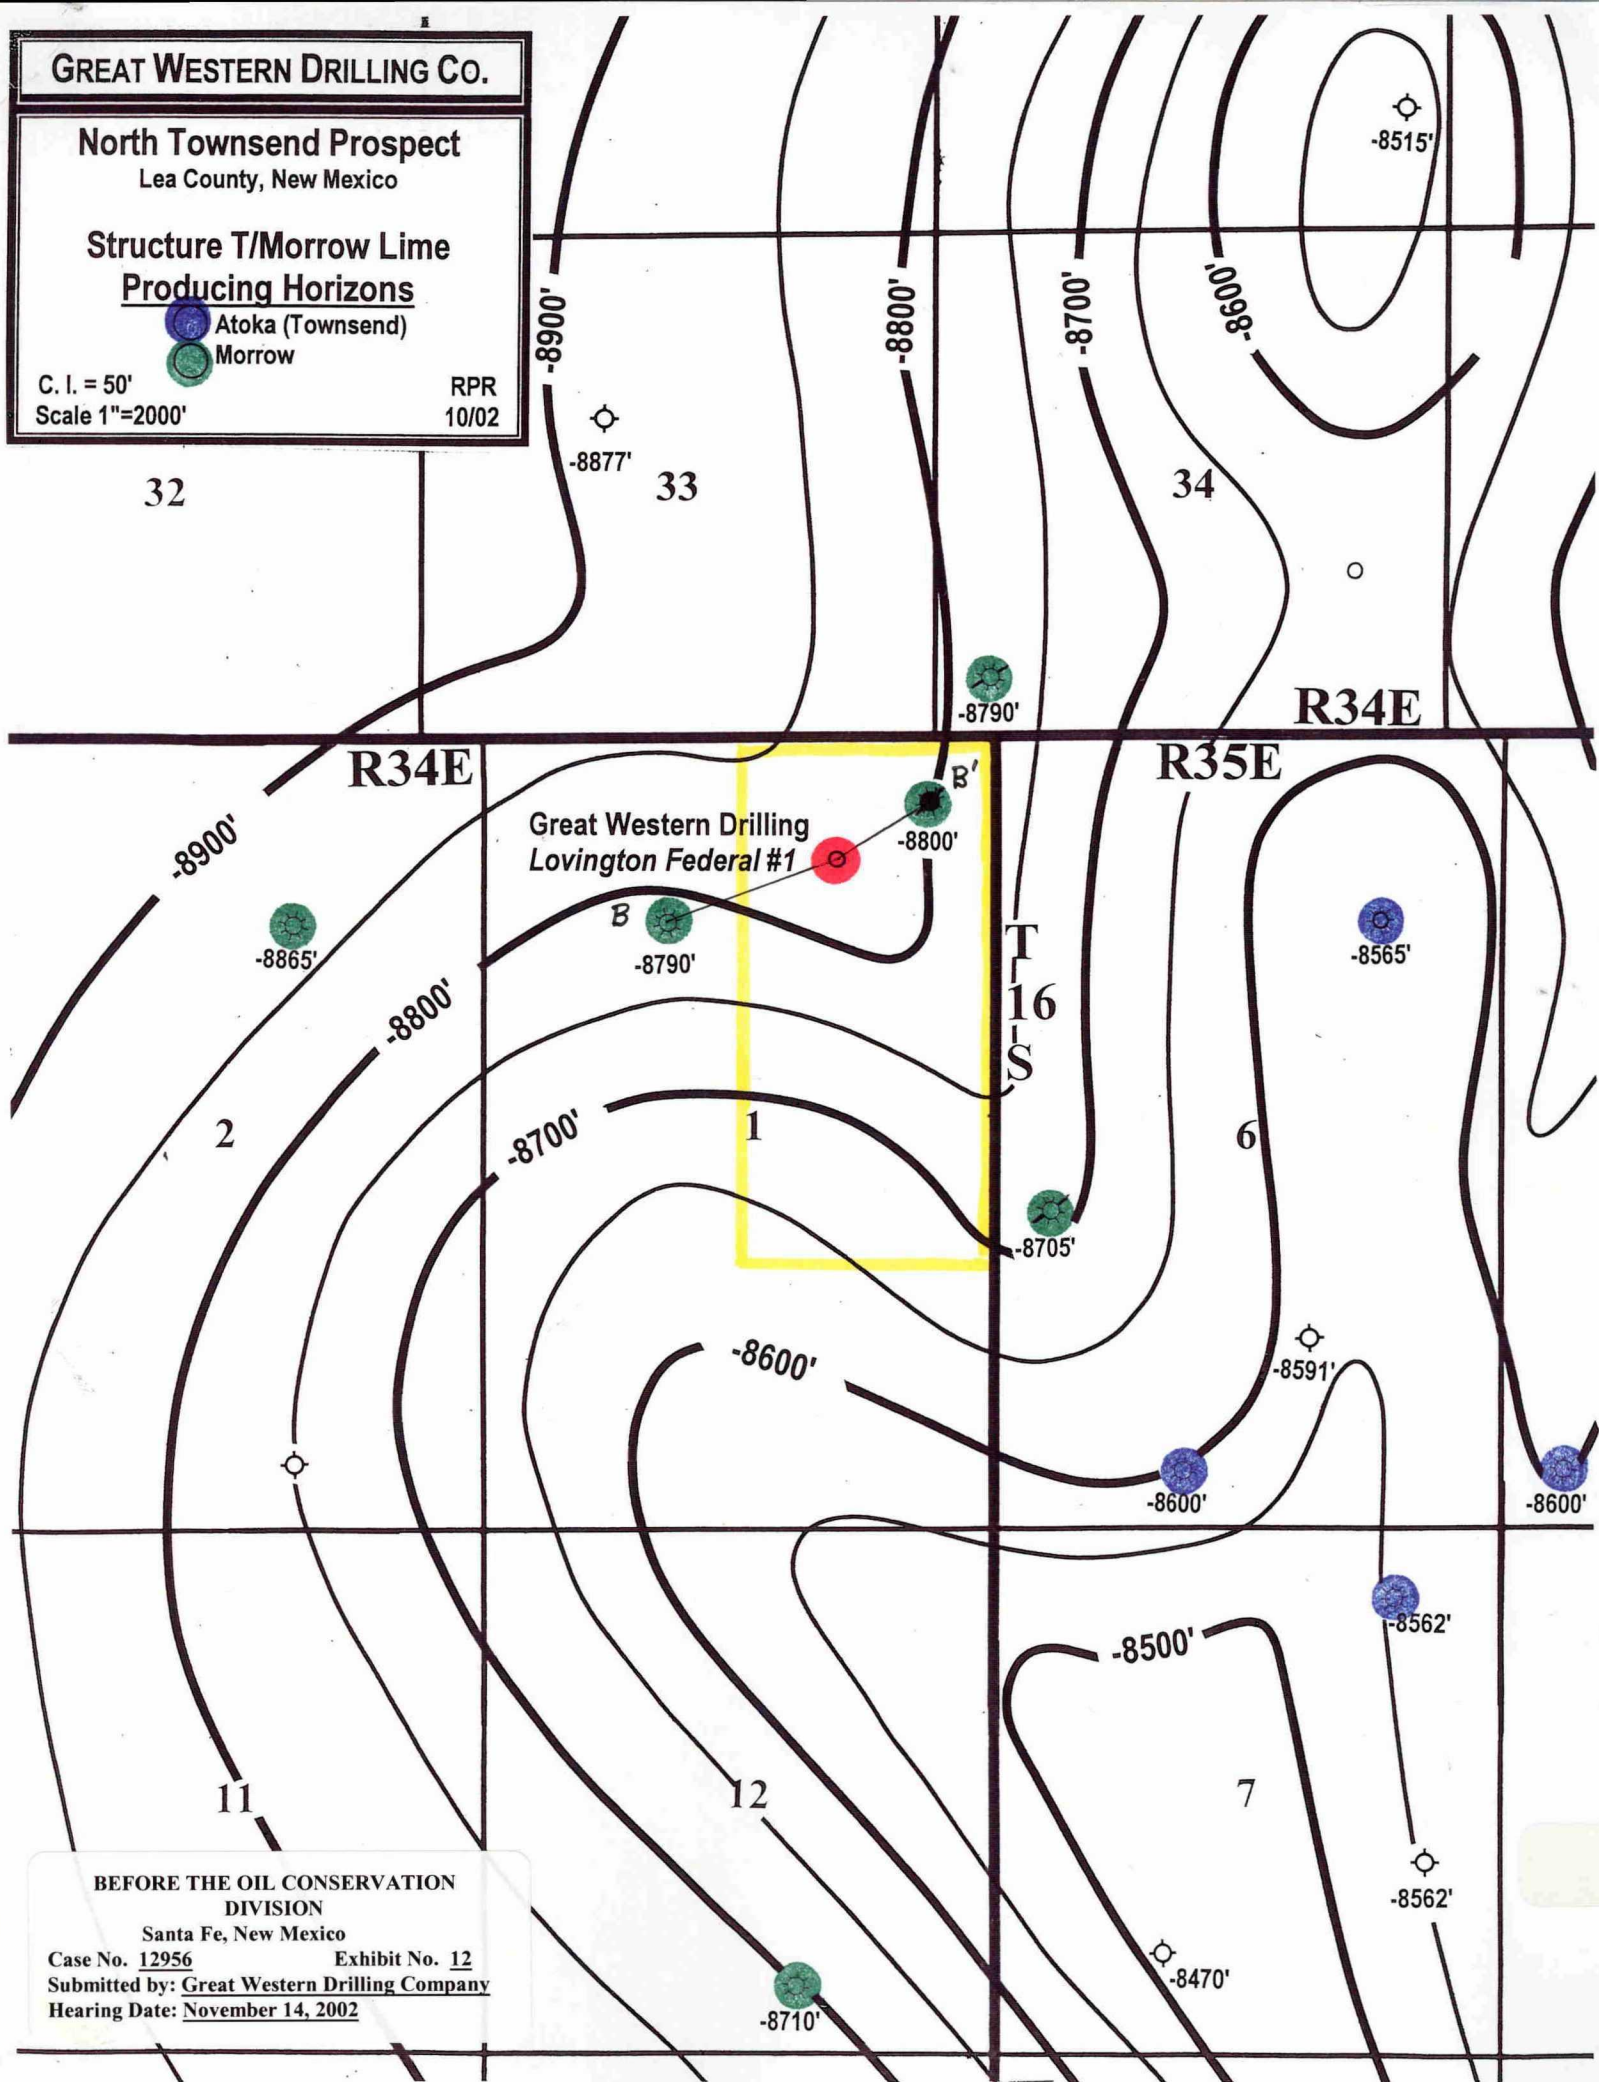 GREAT WESTERN DRILLING CO.
North Townsend Prospect
Lea County, New Mexico
Structure T/Morrow Lime
Producing Horizons
Atoka (Townsend)
Morrow
C. I. = 50' RPR
Scale 1"=2000' 10/02
-8515'
-8900'
-8800'
-8700'
-8600'
-8877'
32
33
34
-8790'
R34E
R34E
R35E
B'
Great Western Drilling
Lovington Federal #1
-8800'
-8900'
B
-8865'
-8790'
-8565'
T
16
S
-8800'
2
-8700'
1
6
-8705'
-8600'
-8591'
-8600'
-8600'
-8562'
-8500'
11
12
7
-8562'
-8470'
-8710'
BEFORE THE OIL CONSERVATION
DIVISION
Santa Fe, New Mexico
Case No. 12956 Exhibit No. 12
Submitted by: Great Western Drilling Company
Hearing Date: November 14, 2002